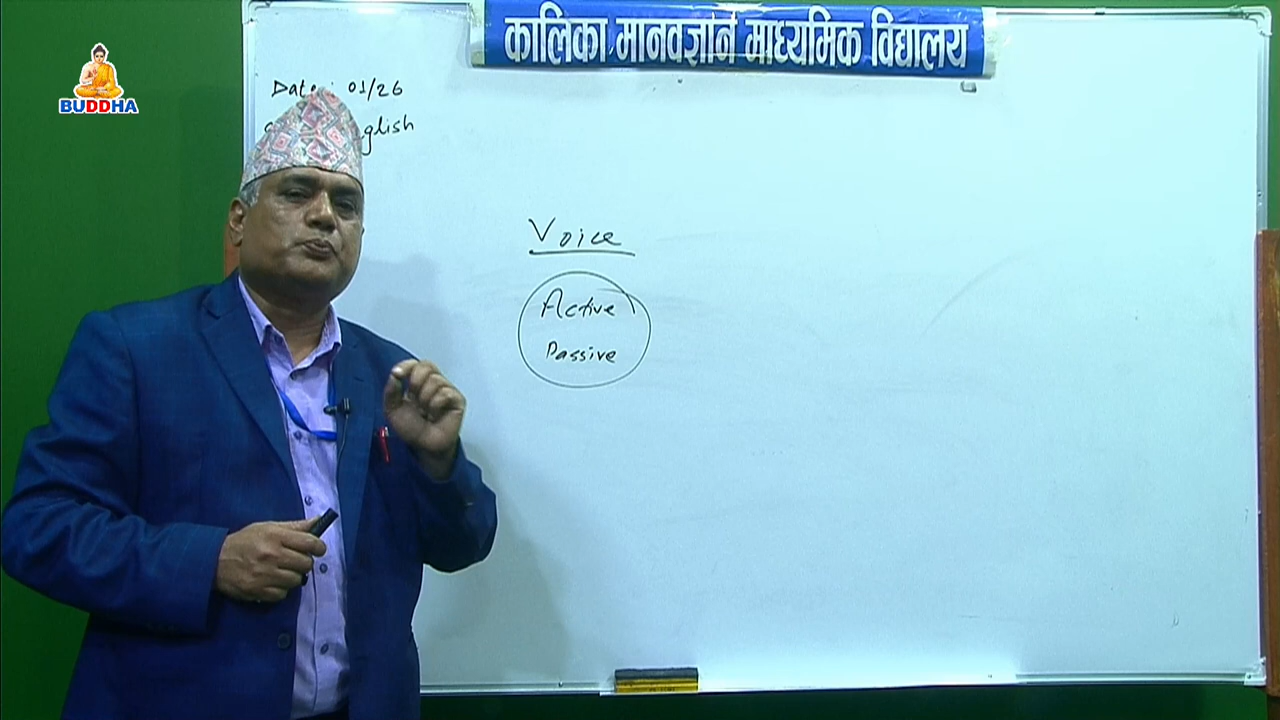 BUDDHA
कालिका मानवज्ञान माध्यमिक विद्यालय
Date: 01/26
glish
Voice
Active
Passive